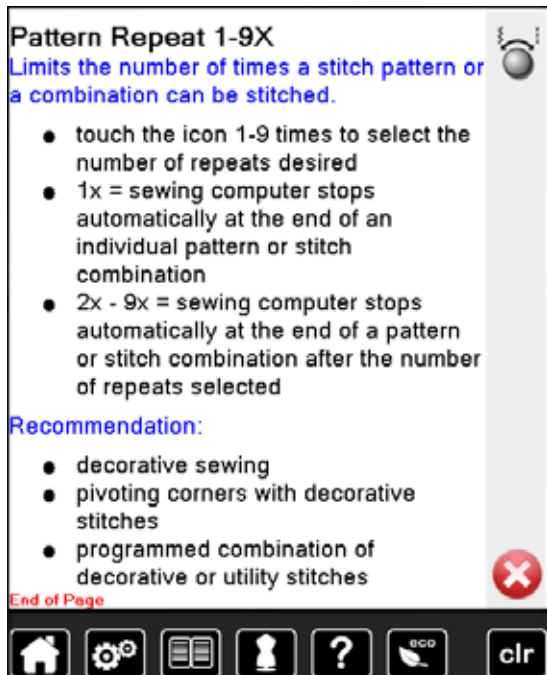 Pattern Repeat 1-9X
Limits the number of times a stitch pattern or
a combination can be stitched.
● touch the icon 1-9 times to select the
number of repeats desired
● 1x = sewing computer stops
automatically at the end of an
individual pattern or stitch
combination
● 2x - 9x = sewing computer stops
automatically at the end of a pattern
or stitch combination after the number
of repeats selected
Recommendation:
● decorative sewing
● pivoting corners with decorative
stitches
● programmed combination of
decorative or utility stitches
End of Page
? eco clr